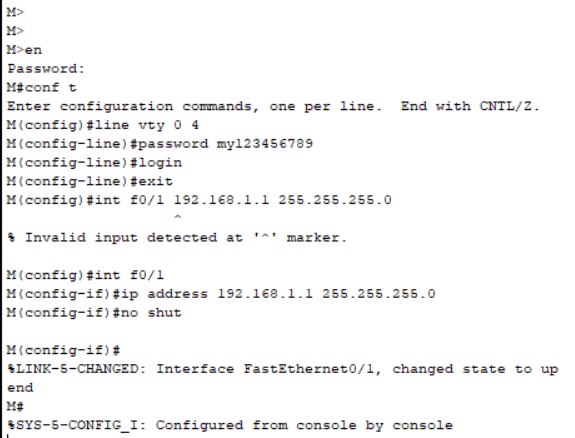 M>
M>
M>en
Password:
M#conf t
Enter configuration commands, one per line.  End with CNTL/Z.
M(config)#line vty 0 4
M(config-line)#password my123456789
M(config-line)#login
M(config-line)#exit
M(config)#int f0/1 192.168.1.1 255.255.255.0
^
% Invalid input detected at '^' marker.
M(config)#int f0/1
M(config-if)#ip address 192.168.1.1 255.255.255.0
M(config-if)#no shut
M(config-if)#
%LINK-5-CHANGED: Interface FastEthernet0/1, changed state to up
end
M#
%SYS-5-CONFIG_I: Configured from console by console